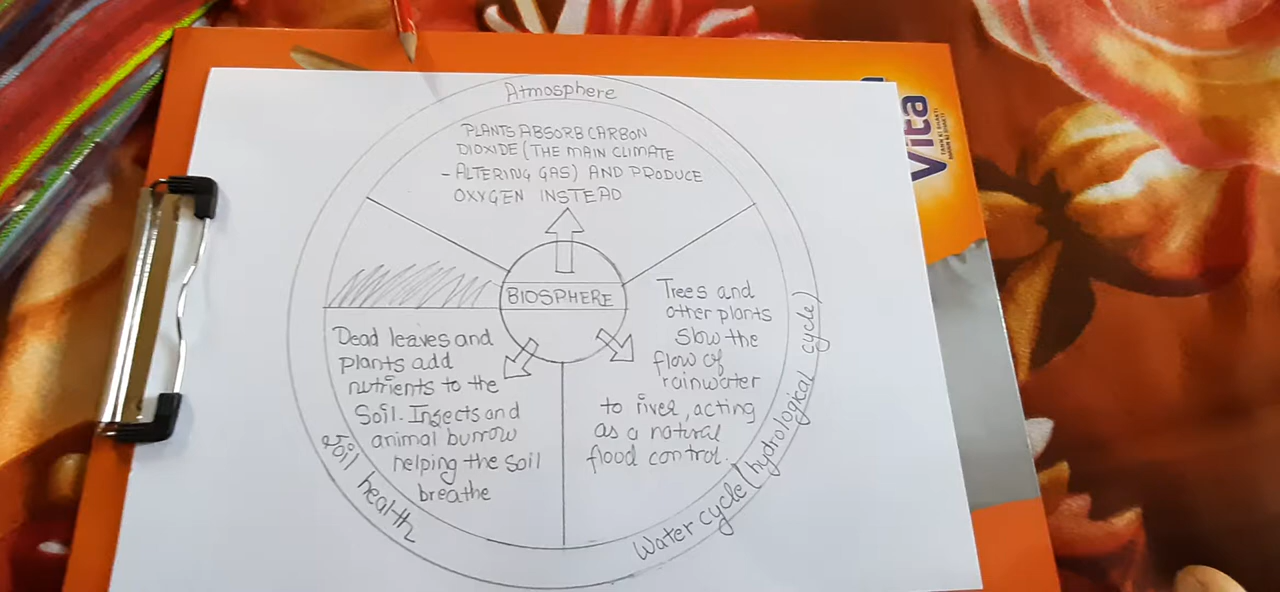 Atmosphere
PLANTS ABSORB CARBON
DIOXIDE (THE MAIN CLIMATE
- ALTERING GAS) AND PRODUCE
OXYGEN INSTEAD
BIOSPHERE
Trees and
other plants
slow the
flow of
rainwater
to river, acting
as a natural
flood control.
Water cycle (hydrological cycle)
Dead leaves and
plants add
nutrients to the
Soil. Insects and
animal burrow
helping the soil
breathe
Soil health
Vita